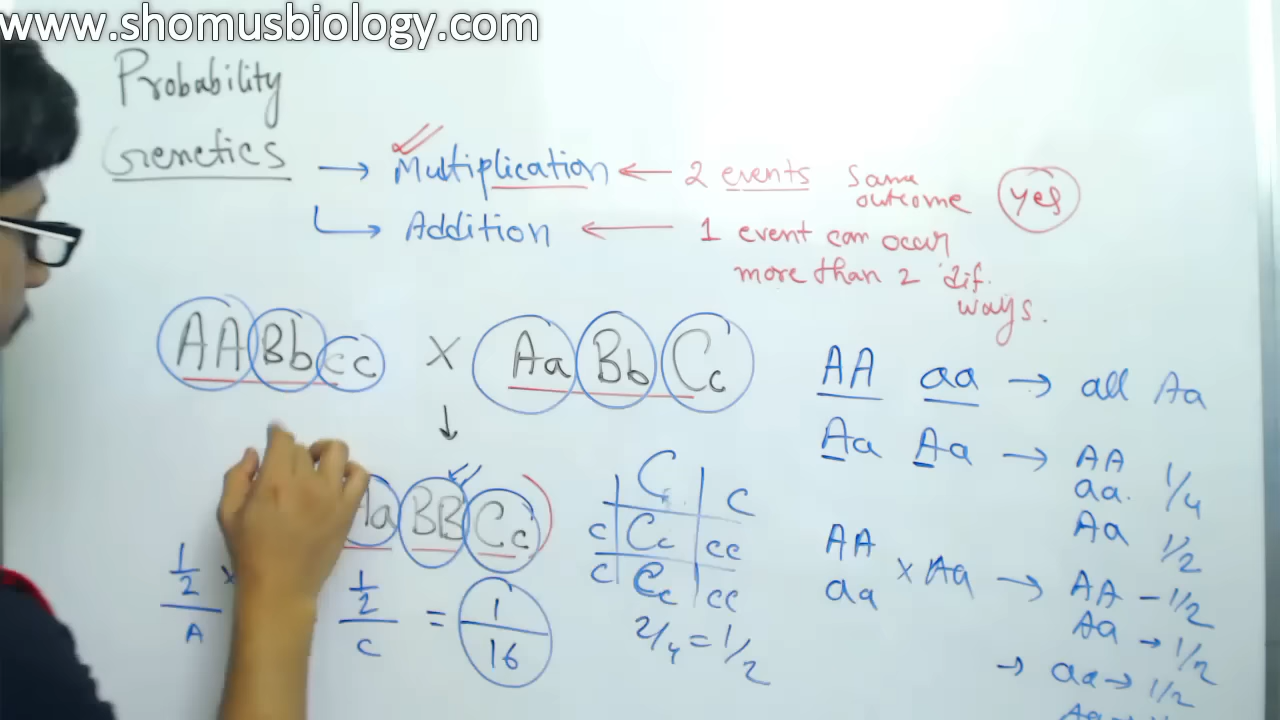 www.shomusbiology.com
Probability
Genetics → Multiplication ← 2 events Same
outcome
yes
Addition ← 1 event can occur
more than 2 dif.
ways.
AA Bb cc X Aa Bb Cc
↓
Aa BB Cc
1/2 x
A
1/2
C
= 1/16
C c
c Cc cc
c Cc cc
2/4 = 1/2
AA aa → all Aa
Aa Aa → AA
aa. 1/4
Aa 1/2
AA
aa x Aa → AA - 1/2
Aa → 1/2
→ aa → 1/2